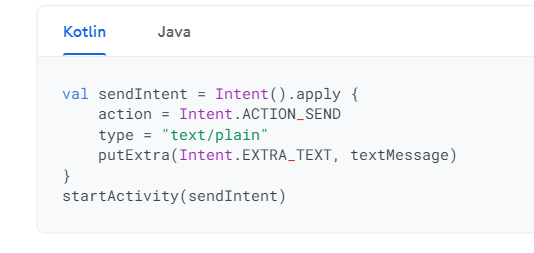 Kotlin Java
val sendIntent = Intent().apply {
    action = Intent.ACTION_SEND
    type = "text/plain"
    putExtra(Intent.EXTRA_TEXT, textMessage)
}
startActivity(sendIntent)